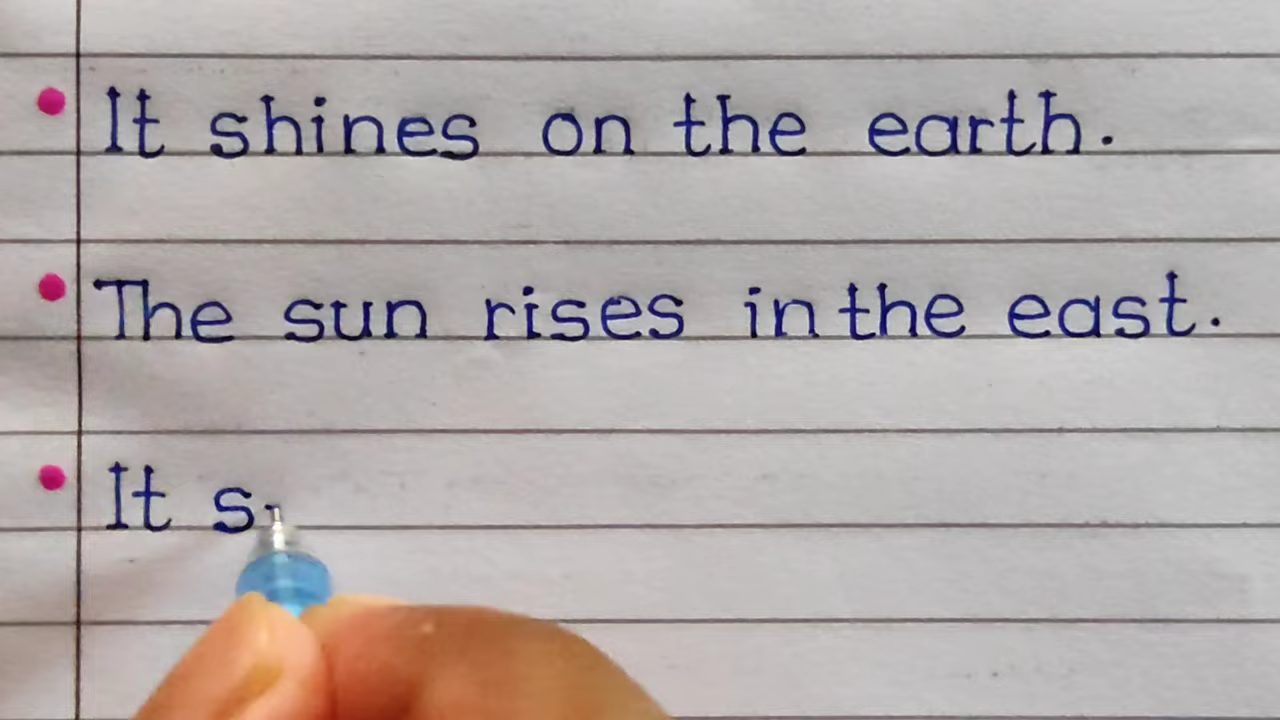 It shines on the earth.
The sun rises in the east.
It s